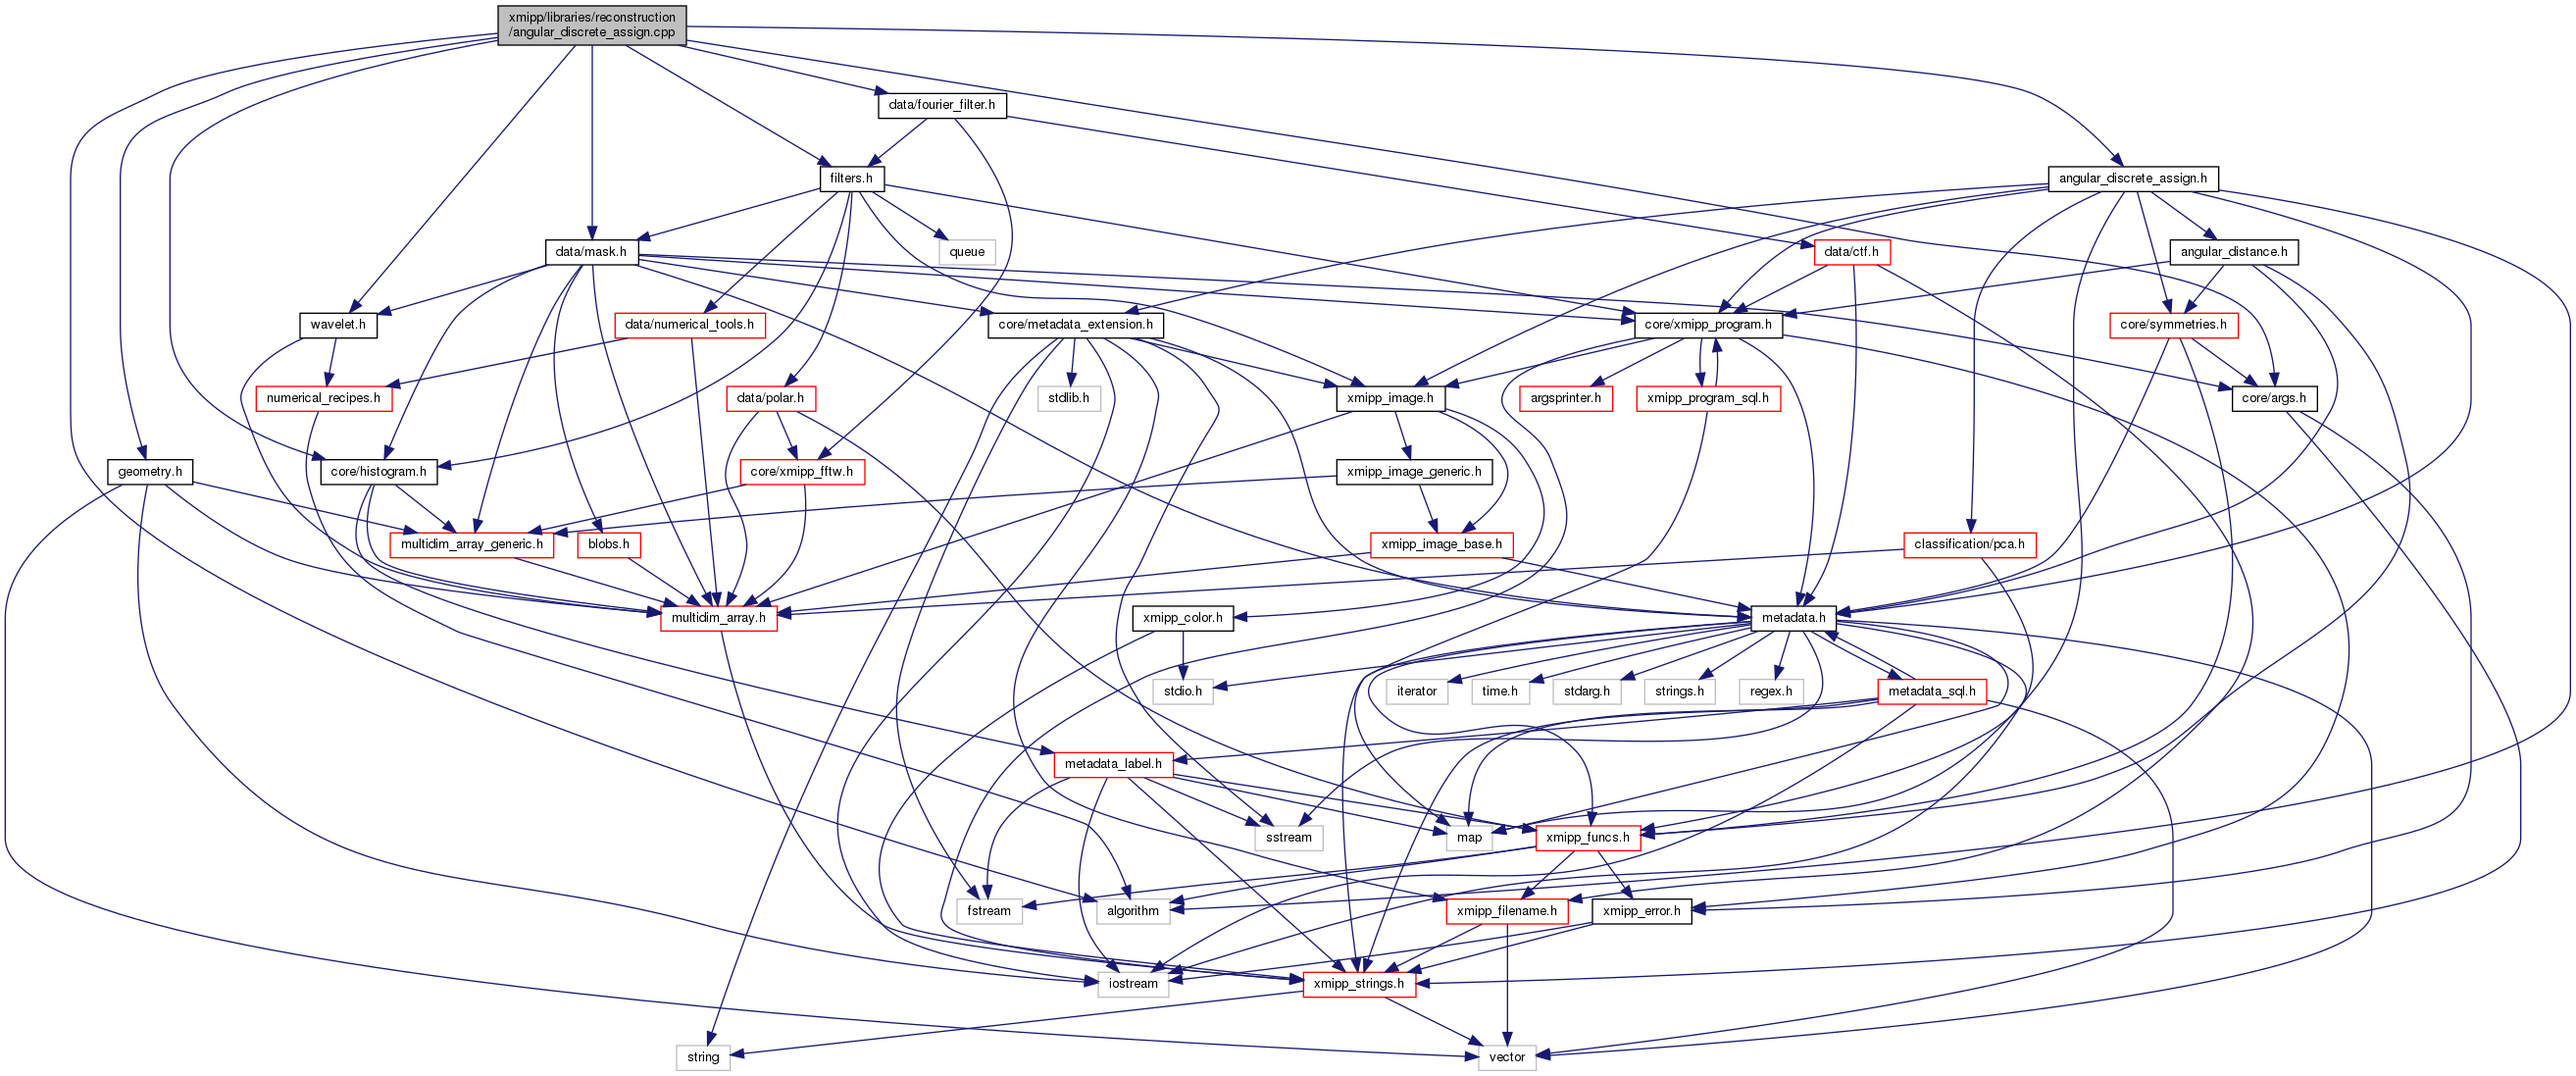 xmipp/libraries/reconstruction
/angular_discrete_assign.cpp
data/fourier_filter.h
filters.h
angular_discrete_assign.h
data/mask.h
queue
data/ctf.h
angular_distance.h
wavelet.h
data/numerical_tools.h
core/metadata_extension.h
core/xmipp_program.h
core/symmetries.h
numerical_recipes.h
data/polar.h
stdlib.h
xmipp_image.h
argsprinter.h
xmipp_program_sql.h
core/args.h
geometry.h
core/histogram.h
core/xmipp_fftw.h
xmipp_image_generic.h
multidim_array_generic.h
blobs.h
xmipp_image_base.h
classification/pca.h
multidim_array.h
xmipp_color.h
metadata.h
stdio.h
iterator
time.h
stdarg.h
strings.h
regex.h
metadata_sql.h
metadata_label.h
sstream
map
xmipp_funcs.h
fstream
algorithm
xmipp_filename.h
xmipp_error.h
iostream
xmipp_strings.h
string
vector